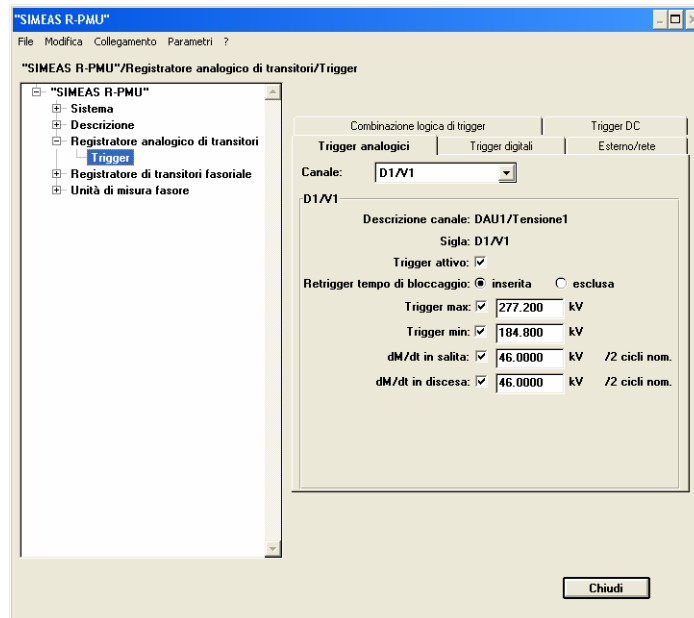 "SIMEAS R-PMU"
File Modifica Collegamento Parametri ?
"SIMEAS R-PMU"/Registratore analogico di transitori/Trigger
"SIMEAS R-PMU"
Sistema
Descrizione
Registratore analogico di transitori
Trigger
Registratore di transitori fasoriale
Unità di misura fasore
Combinazione logica di trigger Trigger DC
Trigger analogici Trigger digitali Esterno/rete
Canale: D1/V1
D1/V1
Descrizione canale: DAU1/Tensione1
Sigla: D1/V1
Trigger attivo:
Retrigger tempo di bloccaggio: inserita esclusa
Trigger max: 277.200 kV
Trigger min: 184.800 kV
dM/dt in salita: 46.0000 kV /2 cicli nom.
dM/dt in discesa: 46.0000 kV /2 cicli nom.
Chiudi